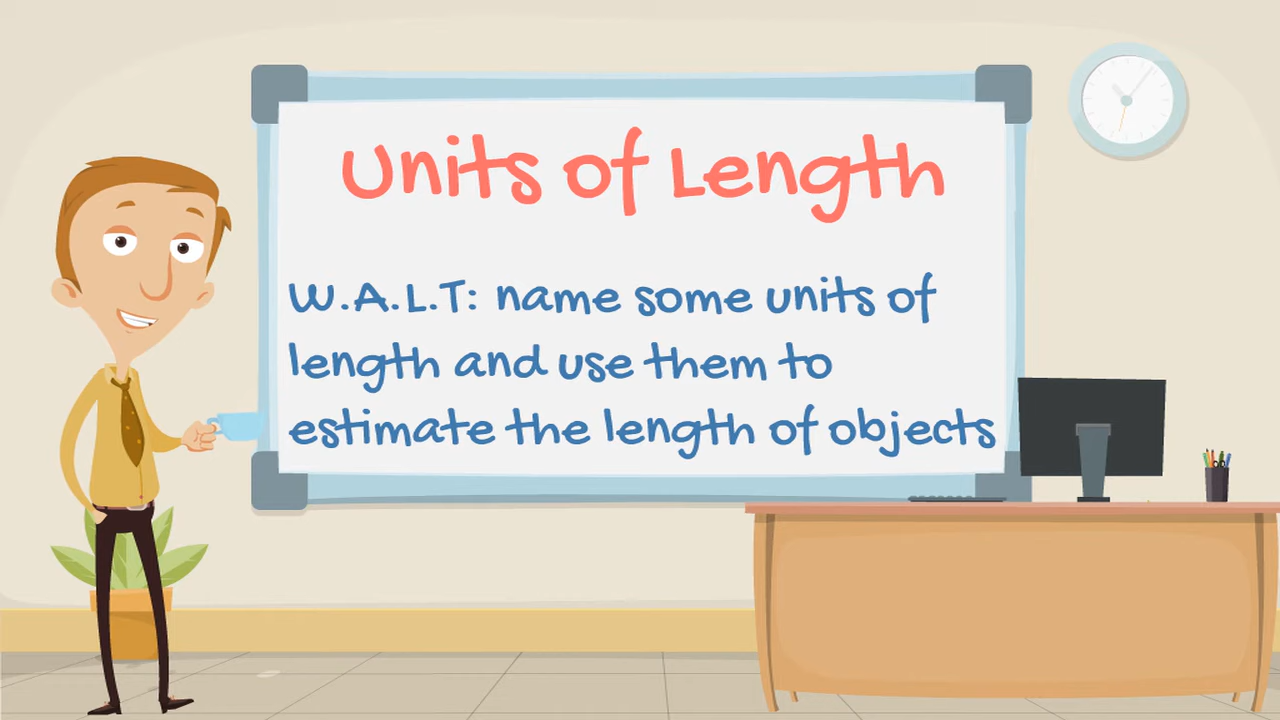 Units of Length
W.A.L.T: name some units of
length and use them to
estimate the length of objects